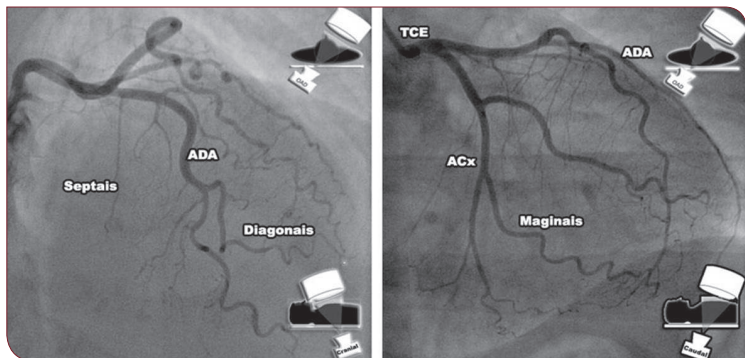 OAD
ADA
Septais
Diagonais
Cranial
TCE
ADA
OAD
ACx
Maginais
Caudal